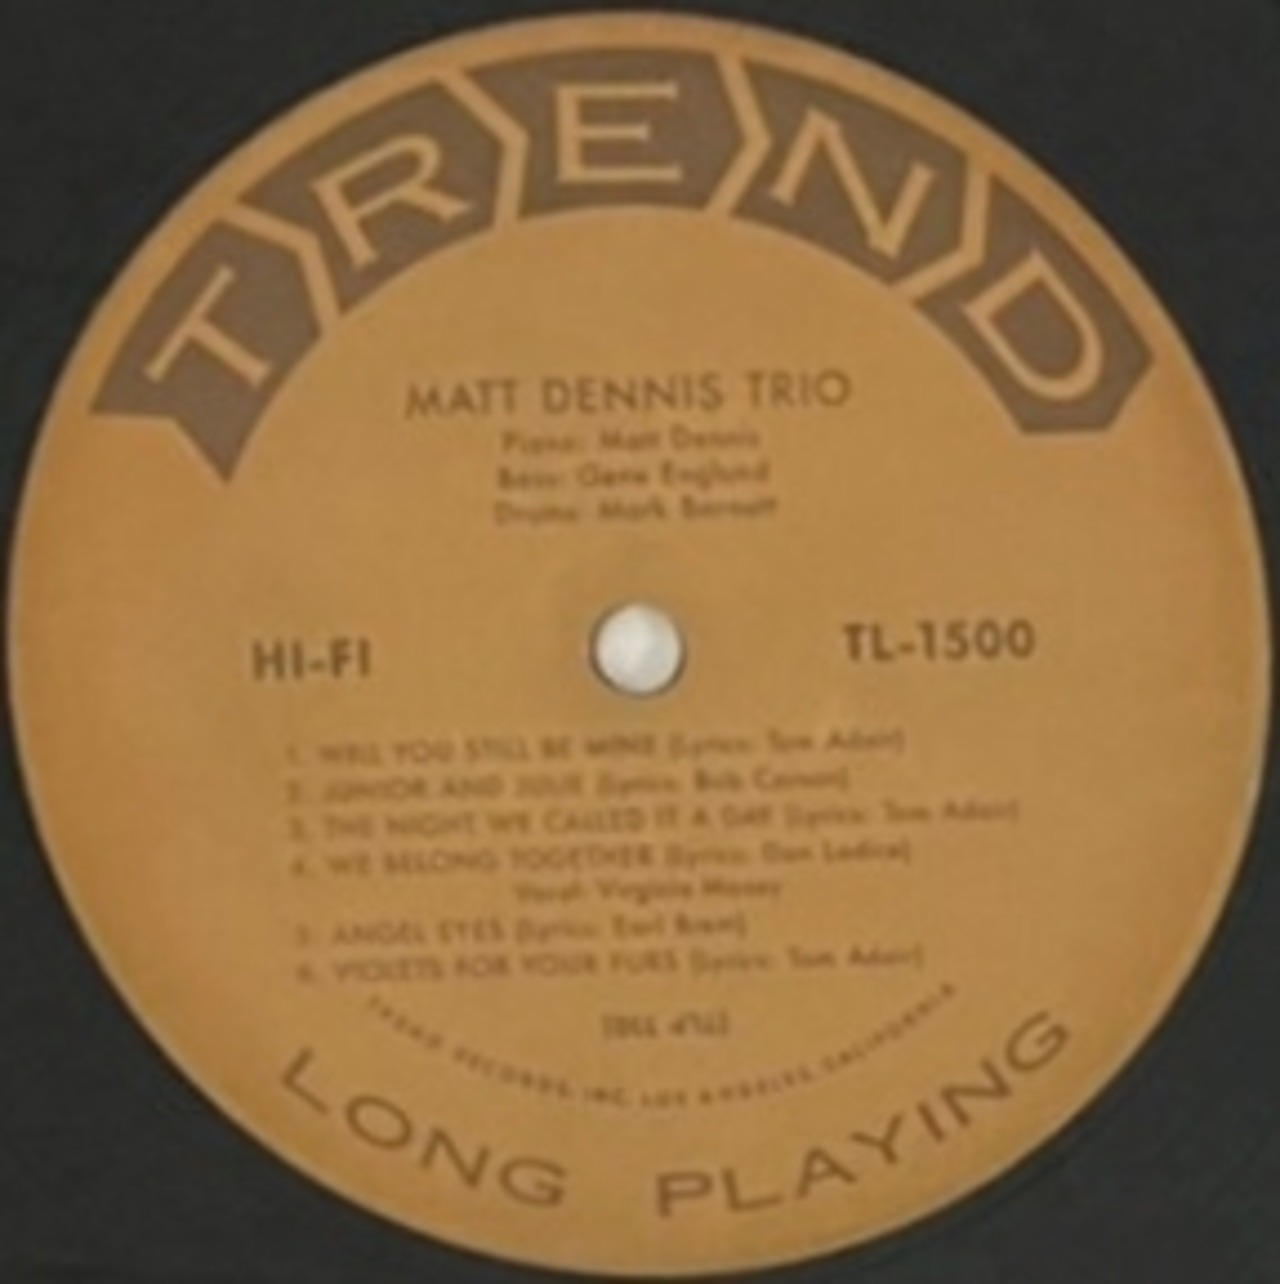 TREND
MATT DENNIS TRIO
Piano: Matt Dennis
Bass: Gene Englund
Drums: Mark Barnett
HI-FI
TL-1500
1. WILL YOU STILL BE MINE (Lyrics: Tom Adair)
2. JUNIOR AND JULIE (Lyrics: Bob Carson)
3. THE NIGHT WE CALLED IT A DAY (Lyrics: Tom Adair)
4. WE BELONG TOGETHER (Lyrics: Don
Vocal: Virginia Maxey
5. ANGEL EYES (Lyrics: Earl Brent)
6. VIOLETS FOR YOUR FURS (Lyrics: Tom Adair)
TREND RECORDS, INC. LOS ANGELES, CALIFORNIA
LONG PLAYING